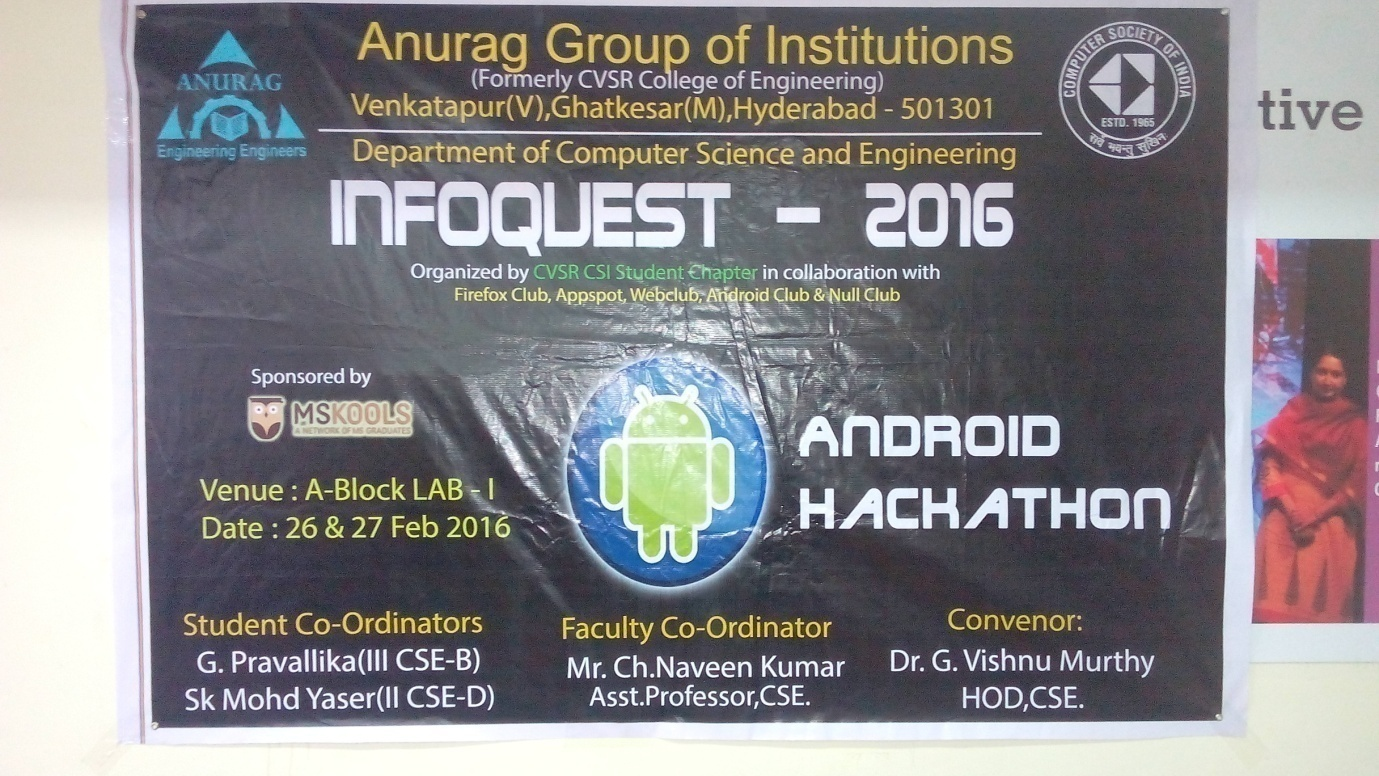 Anurag Group of Institutions
(Formerly CVSR College of Engineering)
Venkatapur(V),Ghatkesar(M),Hyderabad - 501301
ANURAG
Engineering Engineers
COMPUTER SOCIETY OF INDIA
ESTD. 1965
सर्वे भवन्तु सुखिनः
Department of Computer Science and Engineering
INFOQUEST - 2016
Organized by CVSR CSI Student Chapter in collaboration with
Firefox Club, Appspot, Webclub, Android Club & Null Club
Sponsored by
MSKOOLS
A NETWORK OF MS GRADUATES
ANDROID
HACKATHON
Venue : A-Block LAB - I
Date : 26 & 27 Feb 2016
Student Co-Ordinators
G. Pravallika(III CSE-B)
Sk Mohd Yaser(II CSE-D)
Faculty Co-Ordinator
Mr. Ch.Naveen Kumar
Asst.Professor,CSE.
Convenor:
Dr. G. Vishnu Murthy
HOD,CSE.
tive